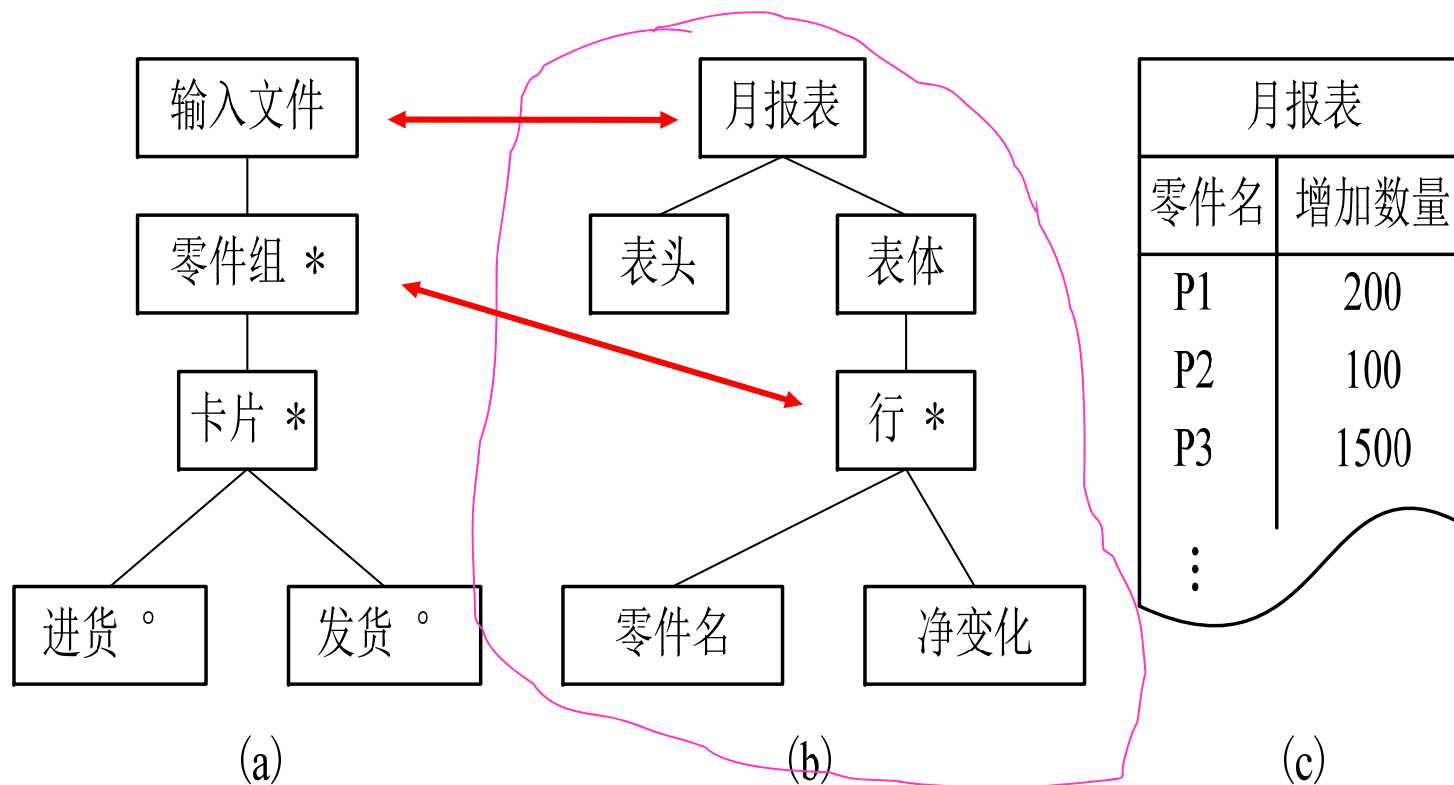 输入文件
零件组 *
卡片 *
进货 °
发货 °
(a)
月报表
表头
表体
行 *
零件名
净变化
(b)
月报表
零件名 增加数量
P1 200
P2 100
P3 1500
⋮
(c)